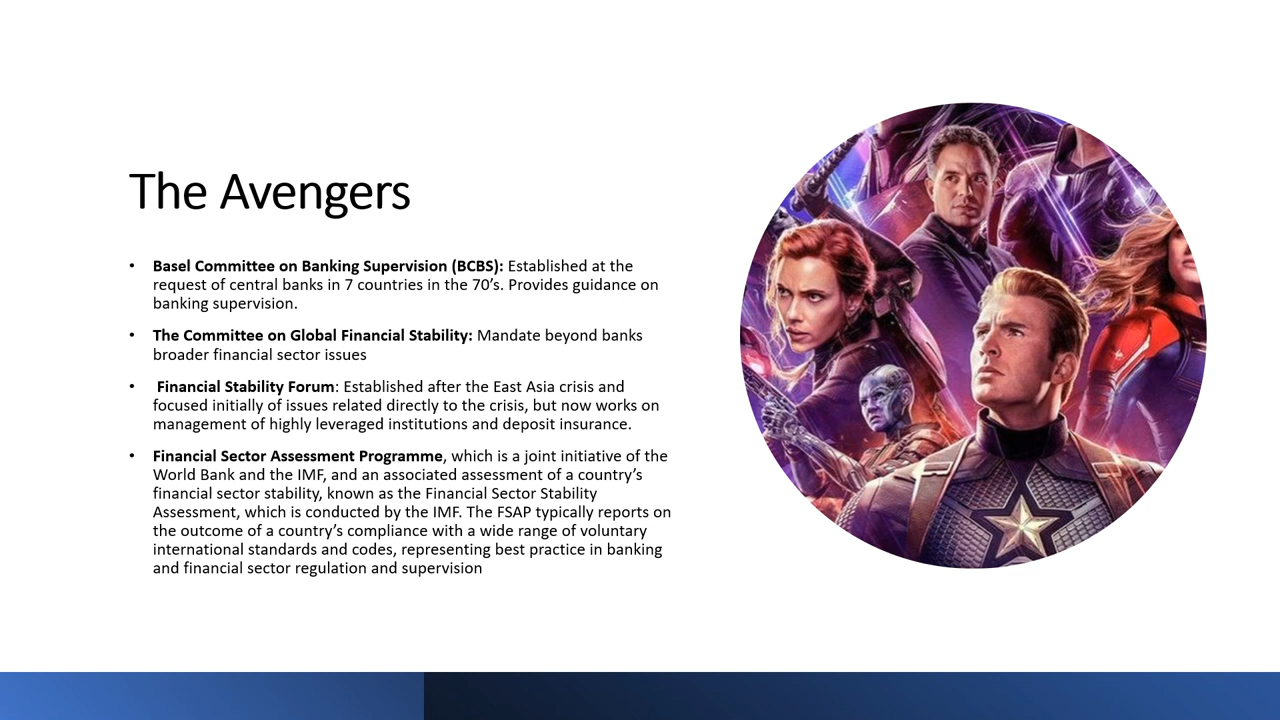 The Avengers
• Basel Committee on Banking Supervision (BCBS): Established at the
request of central banks in 7 countries in the 70’s. Provides guidance on
banking supervision.
• The Committee on Global Financial Stability: Mandate beyond banks
broader financial sector issues
• Financial Stability Forum: Established after the East Asia crisis and
focused initially of issues related directly to the crisis, but now works on
management of highly leveraged institutions and deposit insurance.
• Financial Sector Assessment Programme, which is a joint initiative of the
World Bank and the IMF, and an associated assessment of a country’s
financial sector stability, known as the Financial Sector Stability
Assessment, which is conducted by the IMF. The FSAP typically reports on
the outcome of a country’s compliance with a wide range of voluntary
international standards and codes, representing best practice in banking
and financial sector regulation and supervision